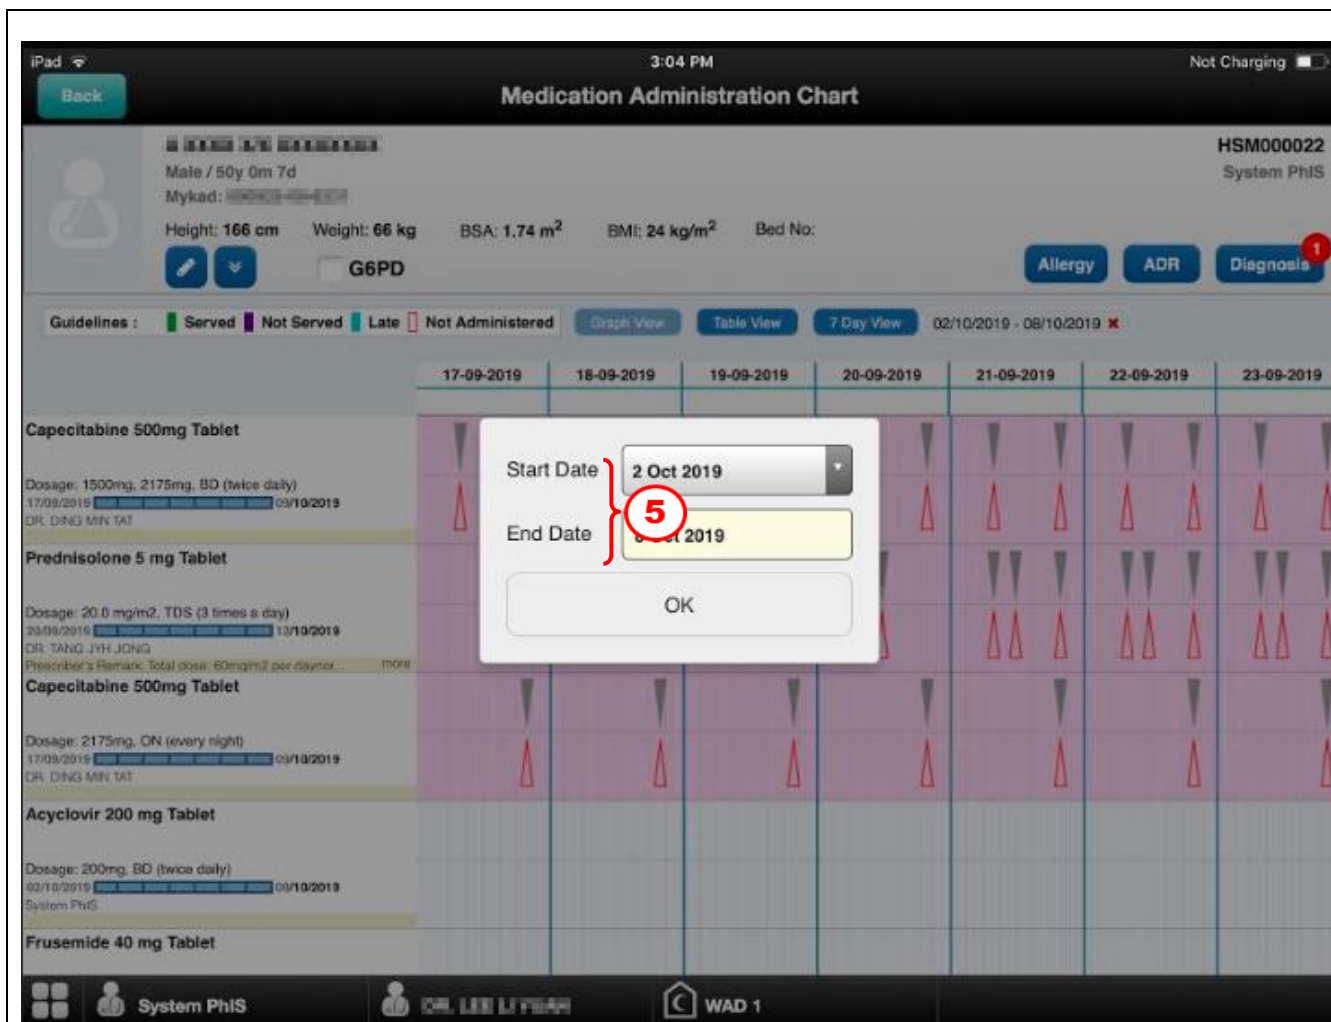 iPad 3:04 PM Not Charging
Back Medication Administration Chart
HSM000022
Male / 50y 0m 7d System PhIS
Mykad:
Height: 166 cm Weight: 66 kg BSA: 1.74 m2 BMI: 24 kg/m2 Bed No:
G6PD Allergy ADR Diagnosis 1
Guidelines : Served Not Served Late Not Administered Graph View Table View 7 Day View 02/10/2019 - 08/10/2019
17-09-2019 18-09-2019 19-09-2019 20-09-2019 21-09-2019 22-09-2019 23-09-2019
Capecitabine 500mg Tablet
Dosage: 1500mg, 2175mg, BD (twice daily)
17/09/2019 09/10/2019
DR. DING MIN TAT
Start Date 2 Oct 2019
5
End Date Oct 2019
OK
Prednisolone 5 mg Tablet
Dosage: 20.0 mg/m2, TDS (3 times a day)
20/09/2019 12/10/2019
DR. TANG JYH JONG
Prescriber's Remark: Total dose: 60mg/m2 per day... more
Capecitabine 500mg Tablet
Dosage: 2175mg, ON (every night)
17/09/2019 09/10/2019
DR. DING MIN TAT
Acyclovir 200 mg Tablet
Dosage: 200mg, BD (twice daily)
02/10/2019 09/10/2019
System PhIS
Frusemide 40 mg Tablet
System PhIS DR. LEE LI YUAH WAD 1